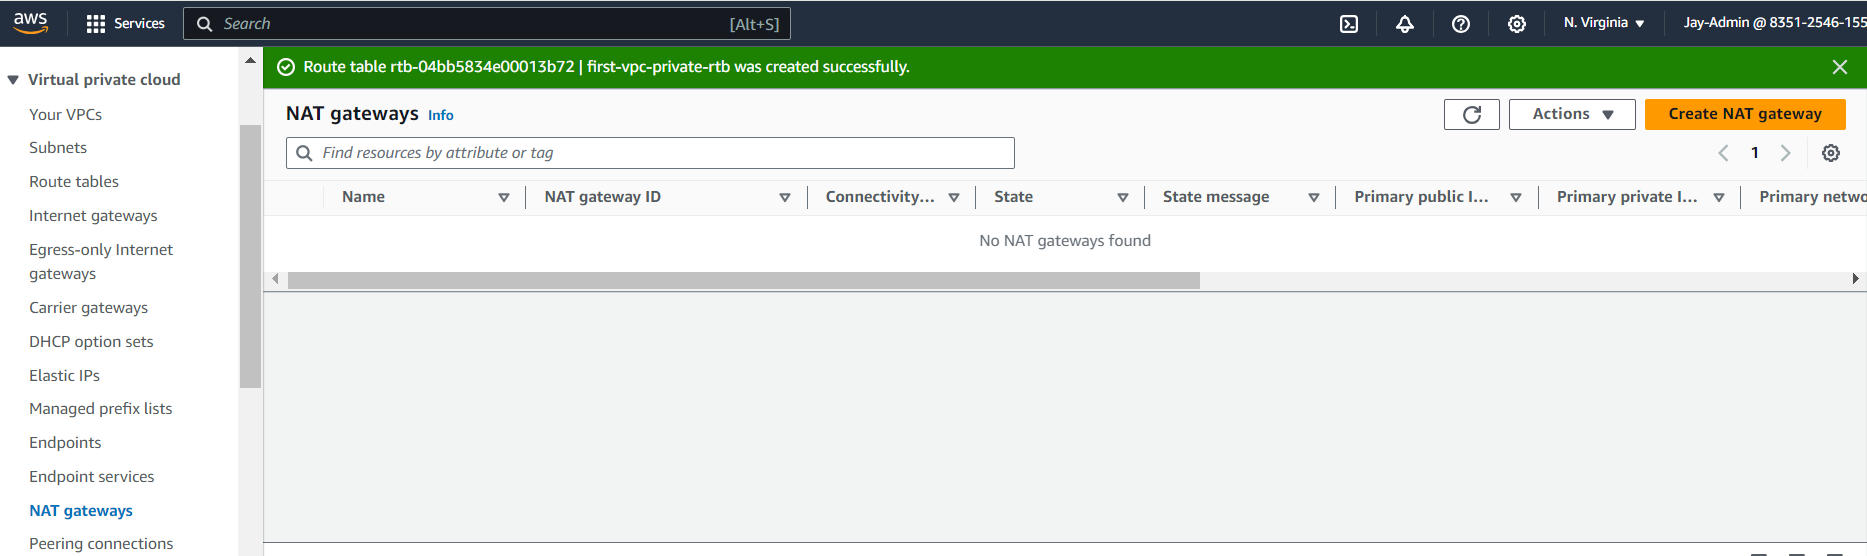 aws
Services
Search
[Alt+S]
N. Virginia
Jay-Admin @ 8351-2546-155
Virtual private cloud
Your VPCs
Subnets
Route tables
Internet gateways
Egress-only Internet
gateways
Carrier gateways
DHCP option sets
Elastic IPs
Managed prefix lists
Endpoints
Endpoint services
NAT gateways
Peering connections
Route table rtb-04bb5834e00013b72 | first-vpc-private-rtb was created successfully.
NAT gateways Info
Actions
Create NAT gateway
Find resources by attribute or tag
1
Name
NAT gateway ID
Connectivity...
State
State message
Primary public I...
Primary private I...
Primary netwo
No NAT gateways found